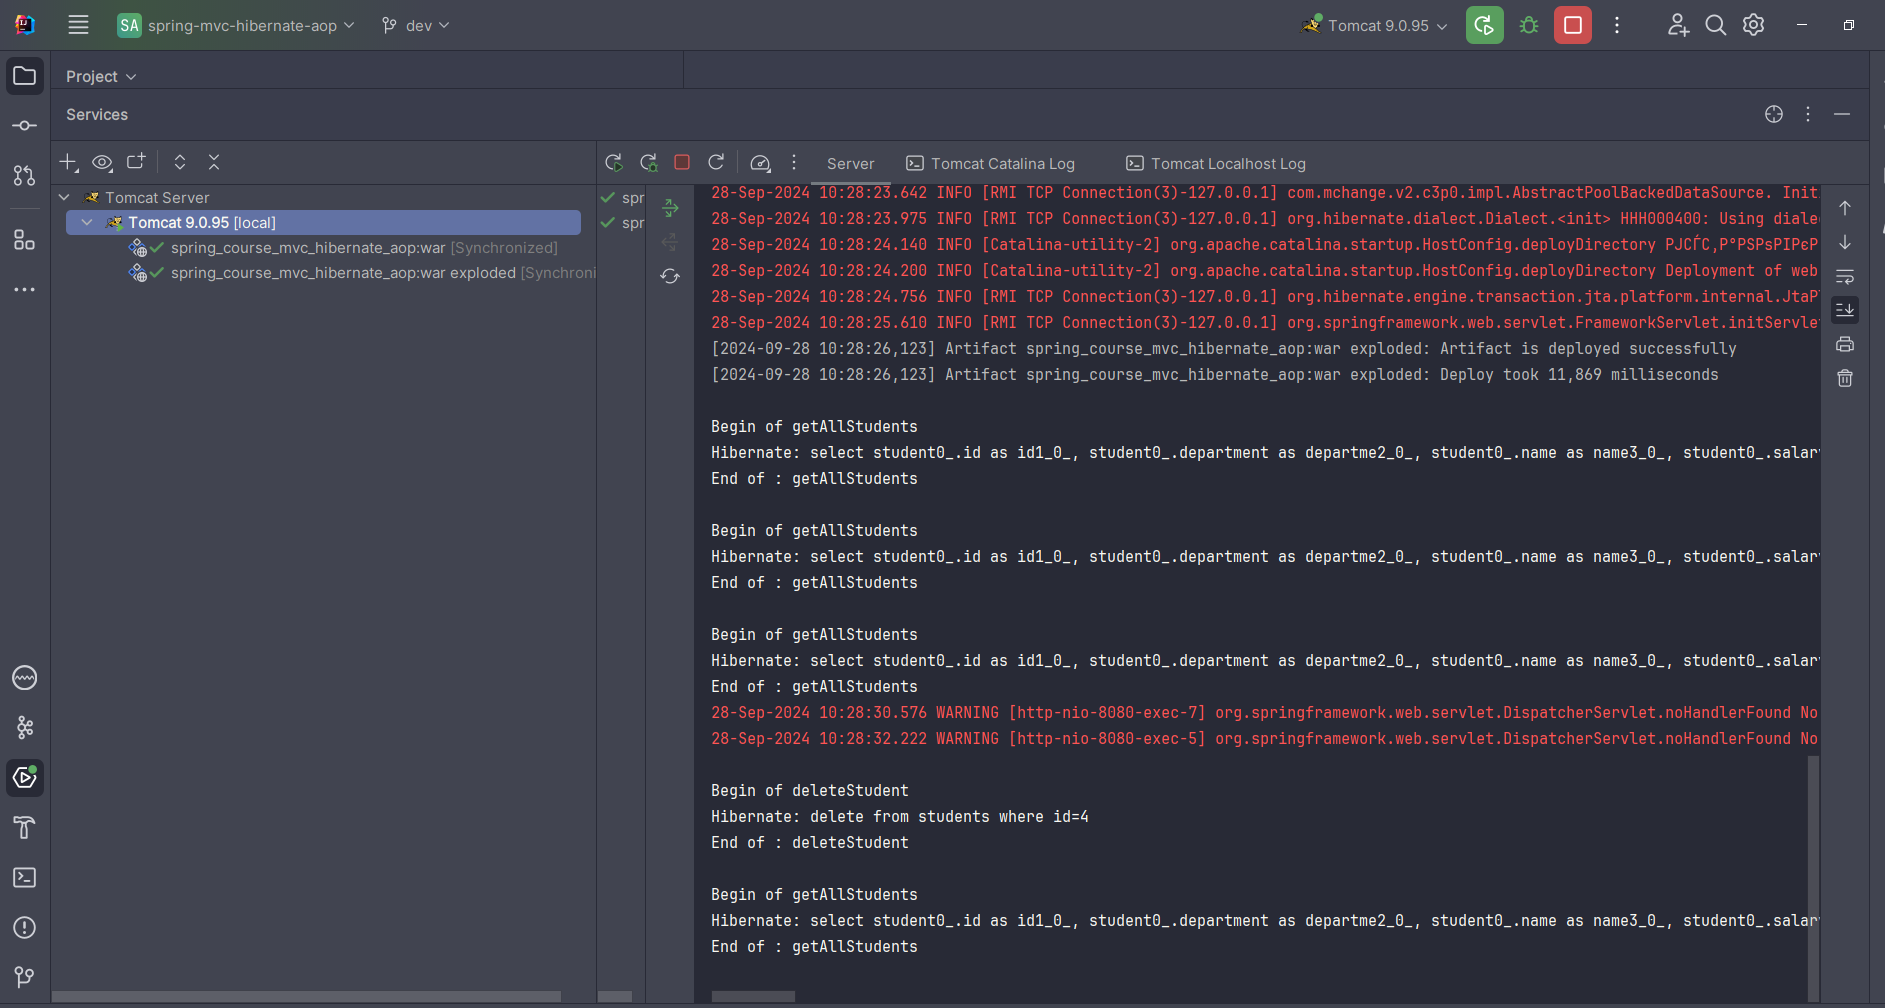 SA spring-mvc-hibernate-aop dev Tomcat 9.0.95
Project
Services
Server Tomcat Catalina Log Tomcat Localhost Log
Tomcat Server
Tomcat 9.0.95 [local]
spring_course_mvc_hibernate_aop:war [Synchronized]
spring_course_mvc_hibernate_aop:war exploded [Synchroni
spr
spr
28-Sep-2024 10:28:23.642 INFO [RMI TCP Connection(3)-127.0.0.1] com.mchange.v2.c3p0.impl.AbstractPoolBackedDataSource. Init
28-Sep-2024 10:28:23.975 INFO [RMI TCP Connection(3)-127.0.0.1] org.hibernate.dialect.Dialect.<init> HHH000400: Using diale
28-Sep-2024 10:28:24.140 INFO [Catalina-utility-2] org.apache.catalina.startup.HostConfig.deployDirectory
28-Sep-2024 10:28:24.200 INFO [Catalina-utility-2] org.apache.catalina.startup.HostConfig.deployDirectory Deployment of web
28-Sep-2024 10:28:24.756 INFO [RMI TCP Connection(3)-127.0.0.1] org.hibernate.engine.transaction.jta.platform.internal.JtaPl
28-Sep-2024 10:28:25.610 INFO [RMI TCP Connection(3)-127.0.0.1] org.springframework.web.servlet.FrameworkServlet.initServle
[2024-09-28 10:28:26,123] Artifact spring_course_mvc_hibernate_aop:war exploded: Artifact is deployed successfully
[2024-09-28 10:28:26,123] Artifact spring_course_mvc_hibernate_aop:war exploded: Deploy took 11,869 milliseconds
Begin of getAllStudents
Hibernate: select student0_.id as id1_0_, student0_.department as departme2_0_, student0_.name as name3_0_, student0_.salar
End of : getAllStudents
Begin of getAllStudents
Hibernate: select student0_.id as id1_0_, student0_.department as departme2_0_, student0_.name as name3_0_, student0_.salar
End of : getAllStudents
Begin of getAllStudents
Hibernate: select student0_.id as id1_0_, student0_.department as departme2_0_, student0_.name as name3_0_, student0_.salar
End of : getAllStudents
28-Sep-2024 10:28:30.576 WARNING [http-nio-8080-exec-7] org.springframework.web.servlet.DispatcherServlet.noHandlerFound No
28-Sep-2024 10:28:32.222 WARNING [http-nio-8080-exec-5] org.springframework.web.servlet.DispatcherServlet.noHandlerFound No
Begin of deleteStudent
Hibernate: delete from students where id=4
End of : deleteStudent
Begin of getAllStudents
Hibernate: select student0_.id as id1_0_, student0_.department as departme2_0_, student0_.name as name3_0_, student0_.salar
End of : getAllStudents